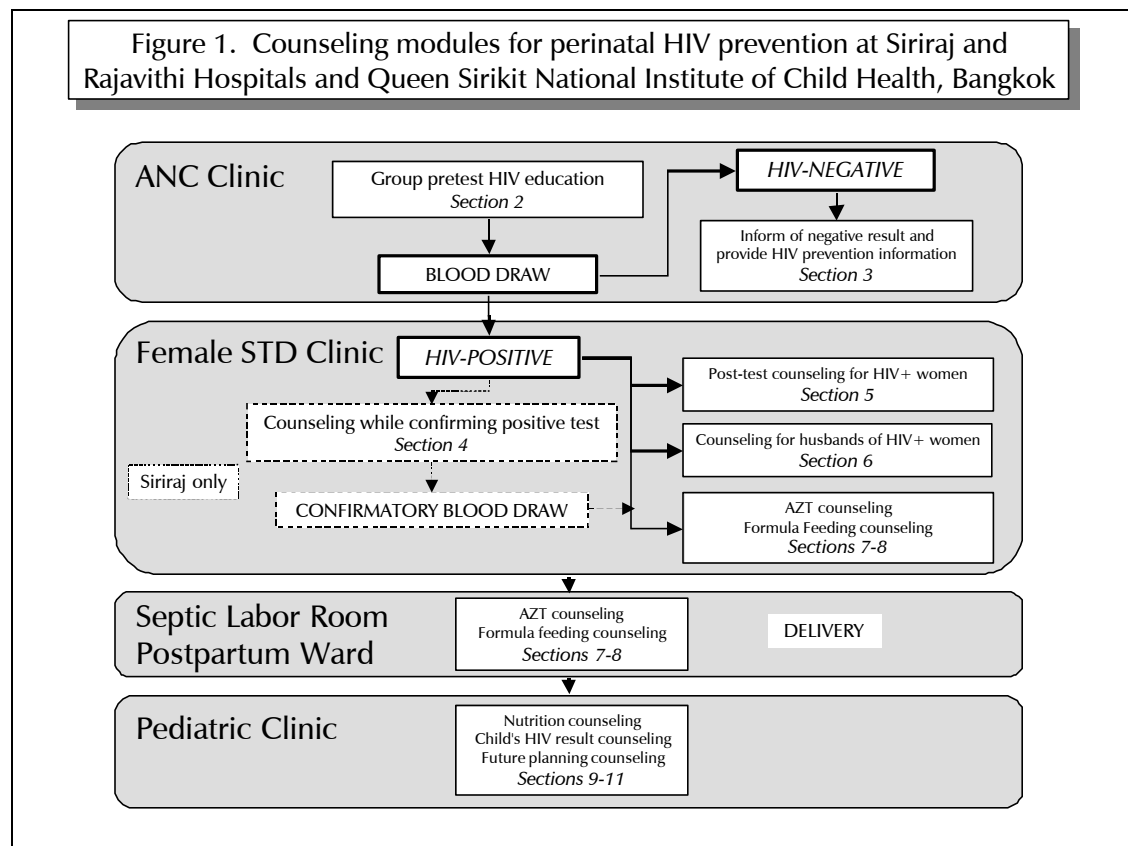 Figure 1.  Counseling modules for perinatal HIV prevention at Siriraj and
Rajavithi Hospitals and Queen Sirikit National Institute of Child Health, Bangkok
ANC Clinic
Group pretest HIV education
Section 2
BLOOD DRAW
HIV-NEGATIVE
Inform of negative result and
provide HIV prevention information
Section 3
Female STD Clinic
HIV-POSITIVE
Counseling while confirming positive test
Section 4
Siriraj only
CONFIRMATORY BLOOD DRAW
Post-test counseling for HIV+ women
Section 5
Counseling for husbands of HIV+ women
Section 6
AZT counseling
Formula Feeding counseling
Sections 7-8
Septic Labor Room
Postpartum Ward
AZT counseling
Formula feeding counseling
Sections 7-8
DELIVERY
Pediatric Clinic
Nutrition counseling
Child's HIV result counseling
Future planning counseling
Sections 9-11